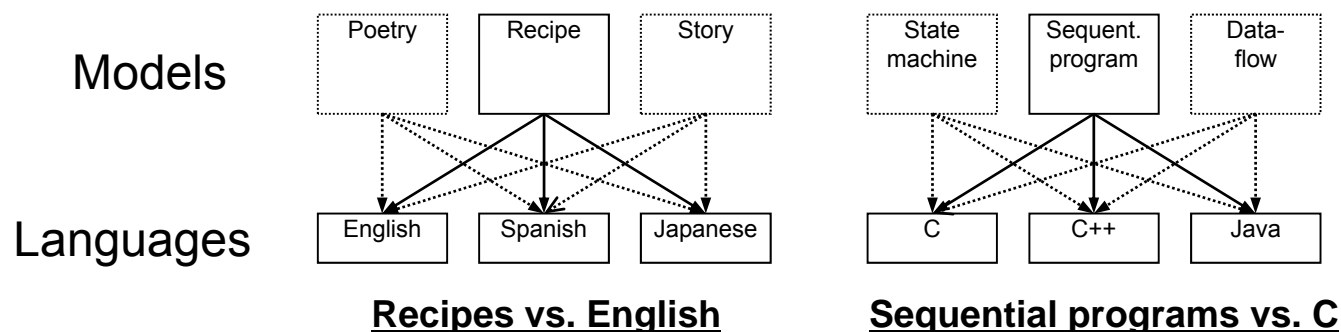 Models
Poetry
Recipe
Story
State
machine
Sequent.
program
Data-
flow
Languages
English
Spanish
Japanese
C
C++
Java
Recipes vs. English
Sequential programs vs. C